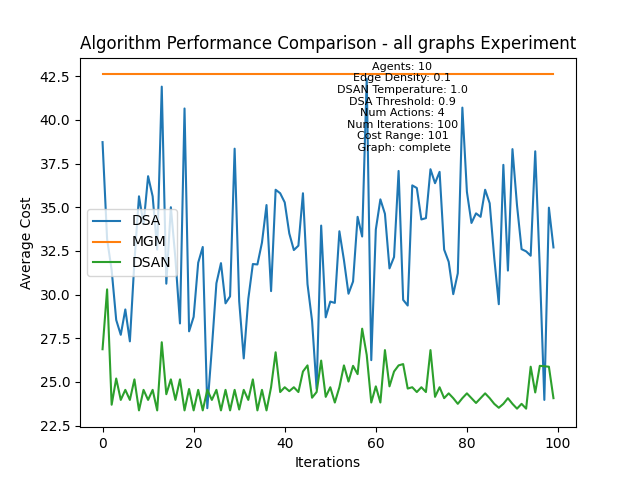 Algorithm Performance Comparison - all graphs Experiment
Agents: 10
Edge Density: 0.1
DSAN Temperature: 1.0
DSA Threshold: 0.9
Num Actions: 4
Num Iterations: 100
Cost Range: 101
Graph: complete
42.5
40.0
37.5
35.0
32.5
30.0
27.5
25.0
22.5
Average Cost
DSA
MGM
DSAN
0
20
40
60
80
100
Iterations